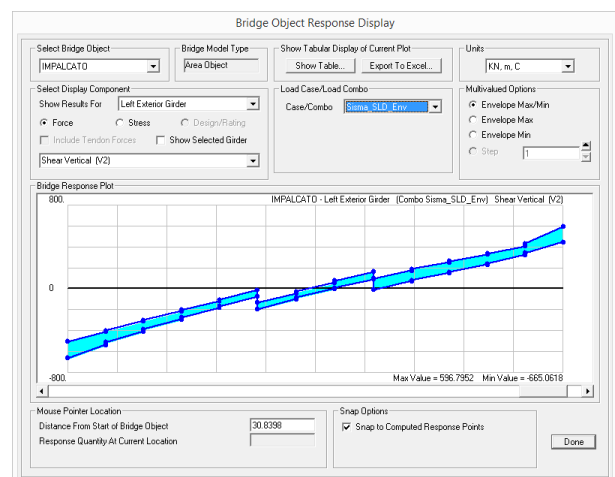 Bridge Object Response Display
Select Bridge Object
IMPALCATO
Bridge Model Type
Area Object
Show Tabular Display of Current Plot
Show Table...
Export To Excel...
Units
KN, m, C
Select Display Component
Show Results For
Left Exterior Girder
Force
Stress
Design/Rating
Include Tendon Forces
Show Selected Girder
Shear Vertical (V2)
Load Case/Load Combo
Case/Combo
Sisma_SLD_Env
Multivalued Options
Envelope Max/Min
Envelope Max
Envelope Min
Step
1
Bridge Response Plot
800.
IMPALCATO - Left Exterior Girder (Combo Sisma_SLD_Env) Shear Vertical (V2)
0
-800.
Max Value = 596.7952 Min Value = -665.0618
Mouse Pointer Location
Distance From Start of Bridge Object
30.8398
Response Quantity At Current Location
Snap Options
Snap to Computed Response Points
Done